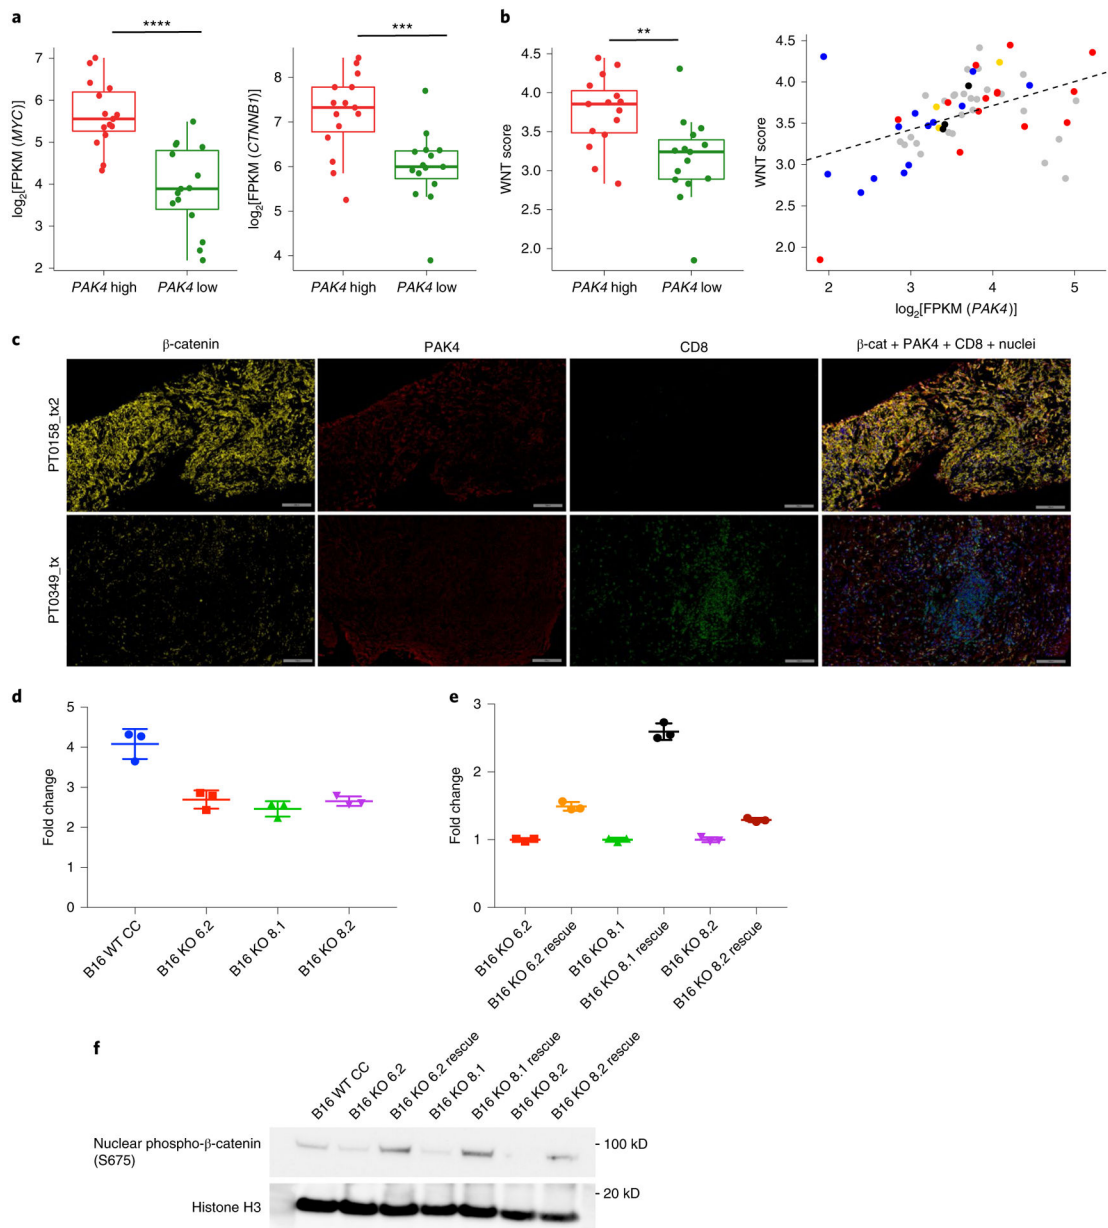 a
****
***
log2[FPKM (MYC)]
7
6
5
4
3
2
PAK4 high
PAK4 low
log2[FPKM (CTNNB1)]
8
7
6
5
4
PAK4 high
PAK4 low
b
**
WNT score
4.5
4.0
3.5
3.0
2.5
2.0
PAK4 high
PAK4 low
WNT score
4.5
4.0
3.5
3.0
2.5
2.0
2
3
4
5
log2[FPKM (PAK4)]
c
β-catenin
PAK4
CD8
β-cat + PAK4 + CD8 + nuclei
PT0158_tx2
PT0349_tx
d
Fold change
5
4
3
2
1
0
B16 WT CC
B16 KO 6.2
B16 KO 8.1
B16 KO 8.2
e
Fold change
3
2
1
0
B16 KO 6.2
B16 KO 6.2 rescue
B16 KO 8.1
B16 KO 8.1 rescue
B16 KO 8.2
B16 KO 8.2 rescue
f
B16 WT CC
B16 KO 6.2
B16 KO 6.2 rescue
B16 KO 8.1
B16 KO 8.1 rescue
B16 KO 8.2
B16 KO 8.2 rescue
Nuclear phospho-β-catenin
(S675)
- 100 kD
- 20 kD
Histone H3